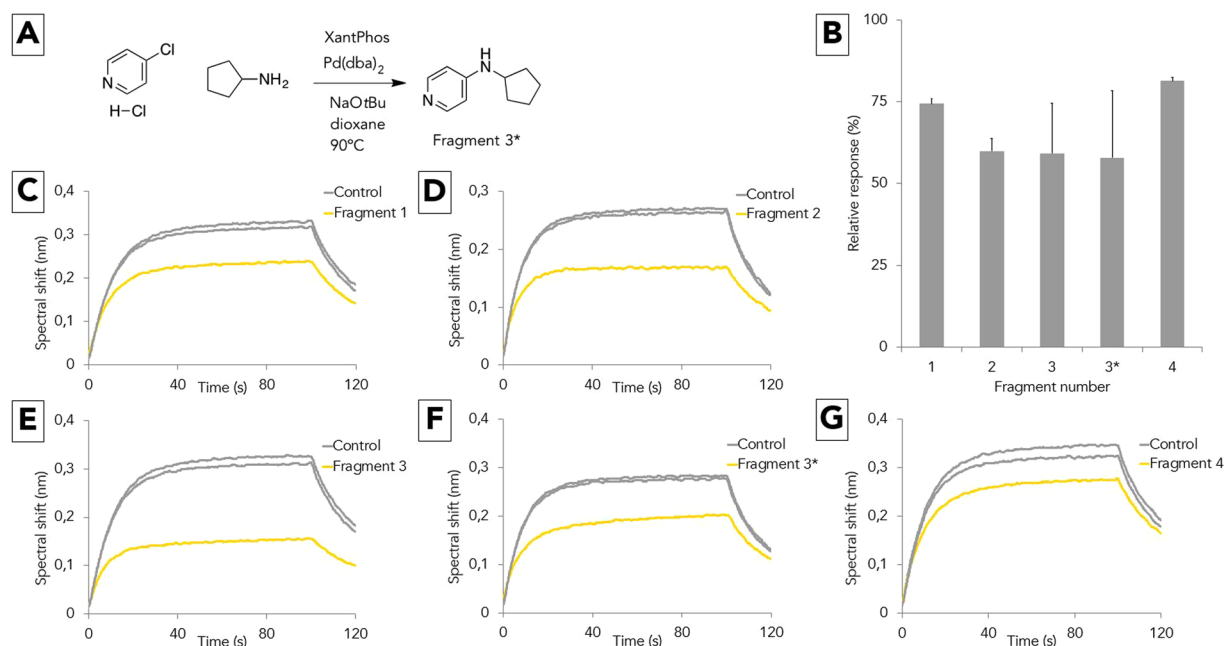 A
Cl
N
H–Cl
NH₂
XantPhos
Pd(dba)₂
NaOtBu
dioxane
90ºC
H
N
N
Fragment 3*
B
100
75
50
25
0
Relative response (%)
1 2 3 3* 4
Fragment number
C
0,4
0,3
0,2
0,1
0
Spectral shift (nm)
Control
Fragment 1
0 40 80 120
Time (s)
D
0,3
0,2
0,1
0
Spectral shift (nm)
Control
Fragment 2
0 40 80 120
Time (s)
E
0,4
0,3
0,2
0,1
0
Spectral shift (nm)
Control
Fragment 3
0 40 80 120
Time (s)
F
0,4
0,3
0,2
0,1
0
Spectral shift (nm)
Control
Fragment 3*
0 40 80 120
Time (s)
G
0,4
0,3
0,2
0,1
0
Spectral shift (nm)
Control
Fragment 4
0 40 80 120
Time (s)